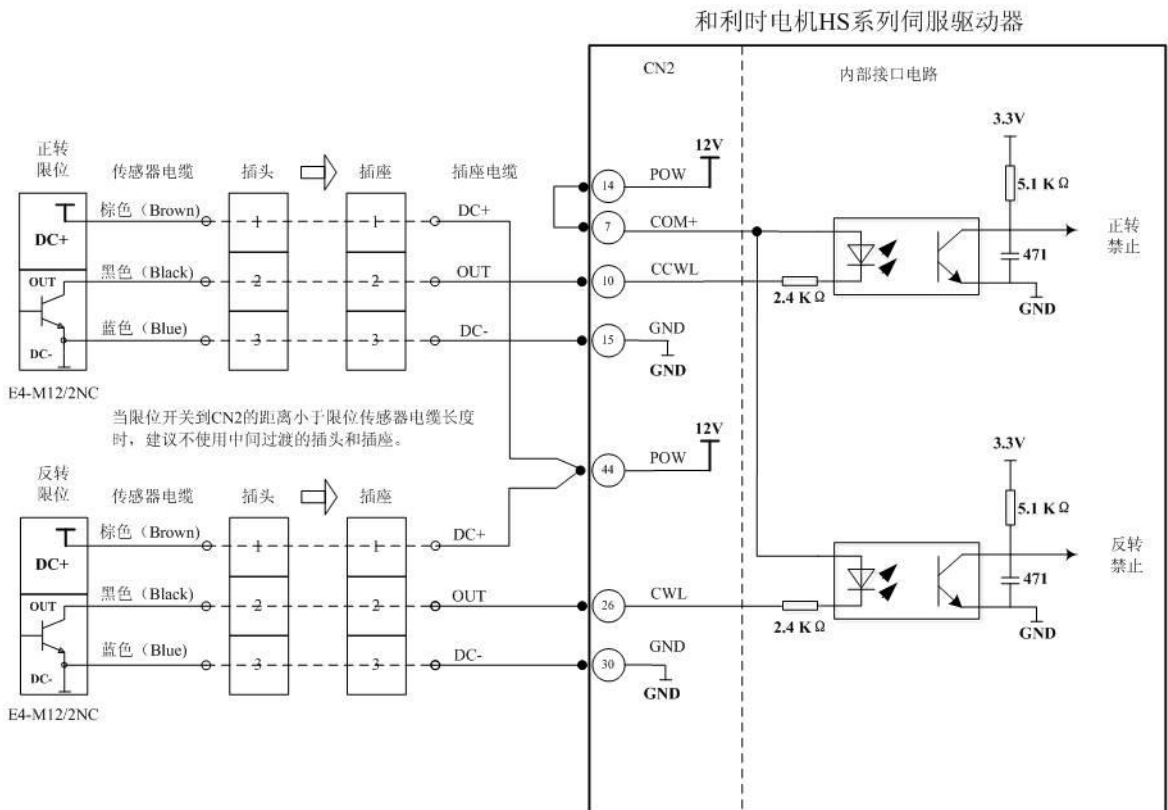 和利时电机HS系列伺服驱动器
CN2
内部接口电路
正转
限位
传感器电缆
插头
插座
插座电缆
DC+
OUT
DC-
棕色（Brown)
黑色（Black)
蓝色（Blue)
1
2
3
1
2
3
DC+
OUT
DC-
E4-M12/2NC
14
POW
12V
7
COM+
10
CCWL
15
GND
GND
2.4 K Ω
3.3V
5.1 K Ω
471
GND
正转
禁止
当限位开关到CN2的距离小于限位传感器电缆长度
时，建议不使用中间过渡的插头和插座。
44
POW
12V
反转
限位
传感器电缆
插头
插座
DC+
OUT
DC-
棕色（Brown)
黑色（Black)
蓝色（Blue)
1
2
3
1
2
3
DC+
OUT
DC-
E4-M12/2NC
26
CWL
30
GND
GND
2.4 K Ω
3.3V
5.1 K Ω
471
GND
反转
禁止